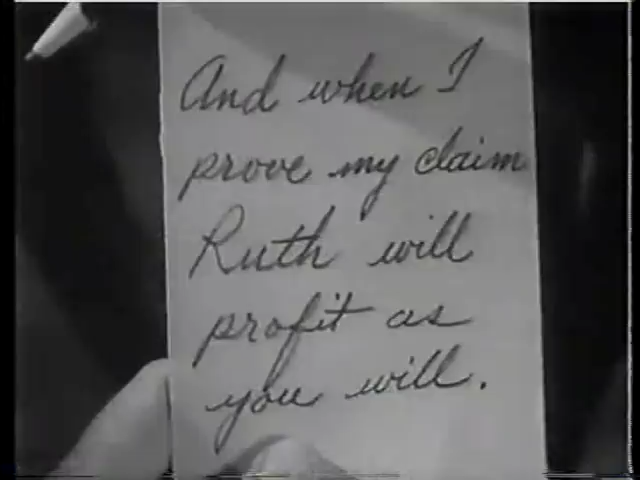 And when I
prove my claim
Ruth will
profit as
you will.